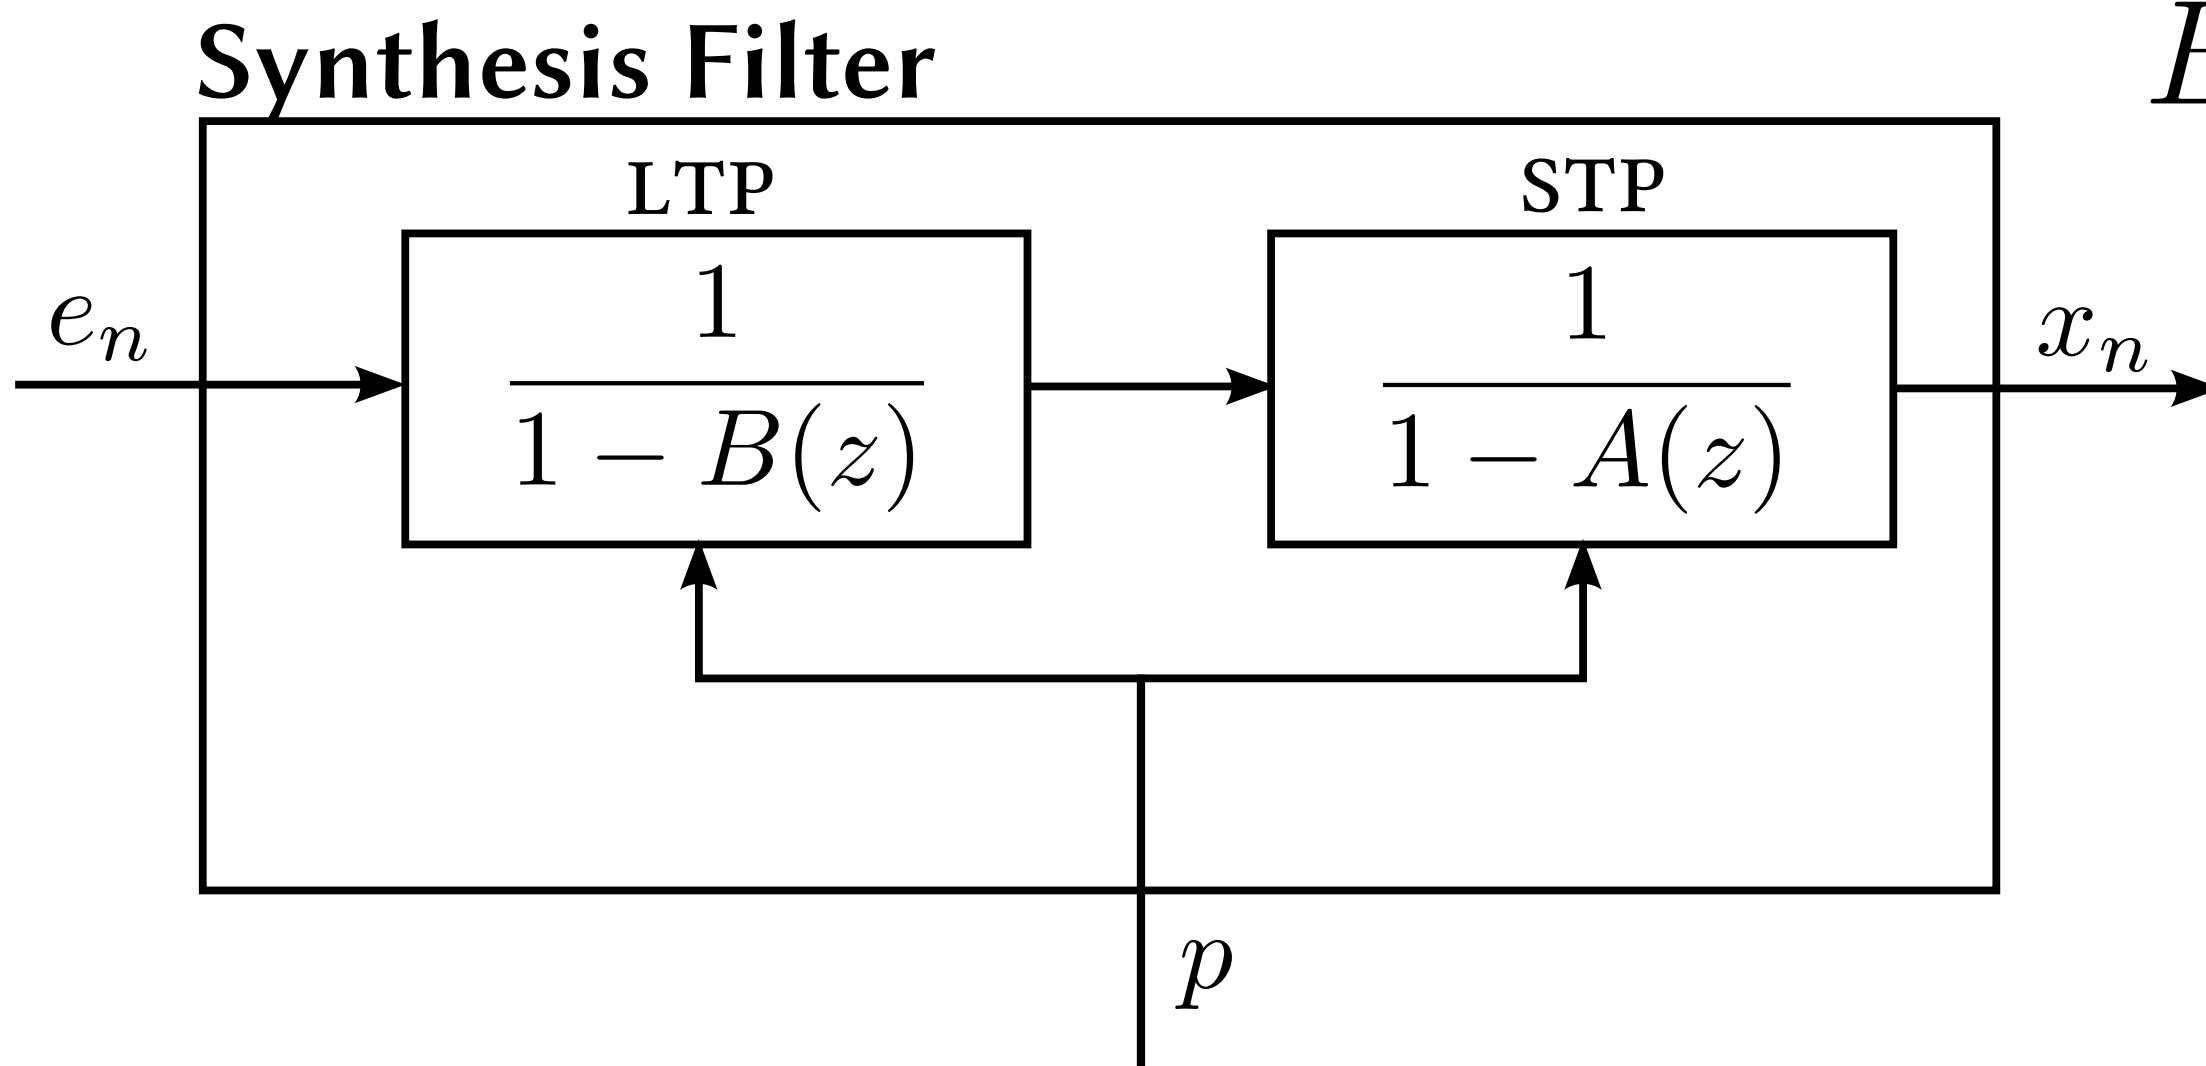 Synthesis Filter
LTP
STP
e_n
1
1 − B(z)
1
1 − A(z)
x_n
p